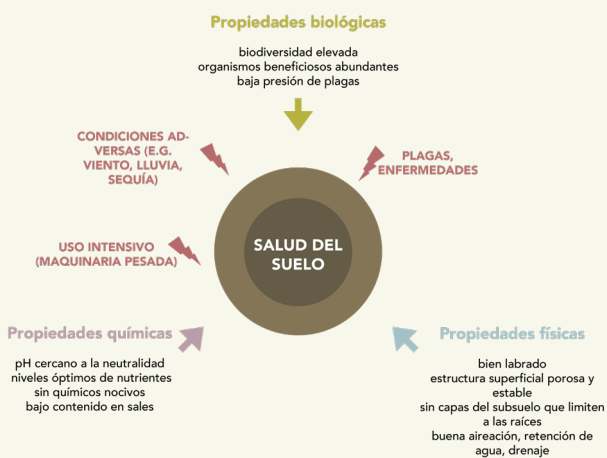 Propiedades biológicas
biodiversidad elevada
organismos beneficiosos abundantes
baja presión de plagas
CONDICIONES AD-
VERSAS (E.G.
VIENTO, LLUVIA,
SEQUÍA)
PLAGAS,
ENFERMEDADES
USO INTENSIVO
(MAQUINARIA PESADA)
SALUD DEL
SUELO
Propiedades químicas
pH cercano a la neutralidad
niveles óptimos de nutrientes
sin químicos nocivos
bajo contenido en sales
Propiedades físicas
bien labrado
estructura superficial porosa y
estable
sin capas del subsuelo que limiten
a las raíces
buena aireación, retención de
agua, drenaje